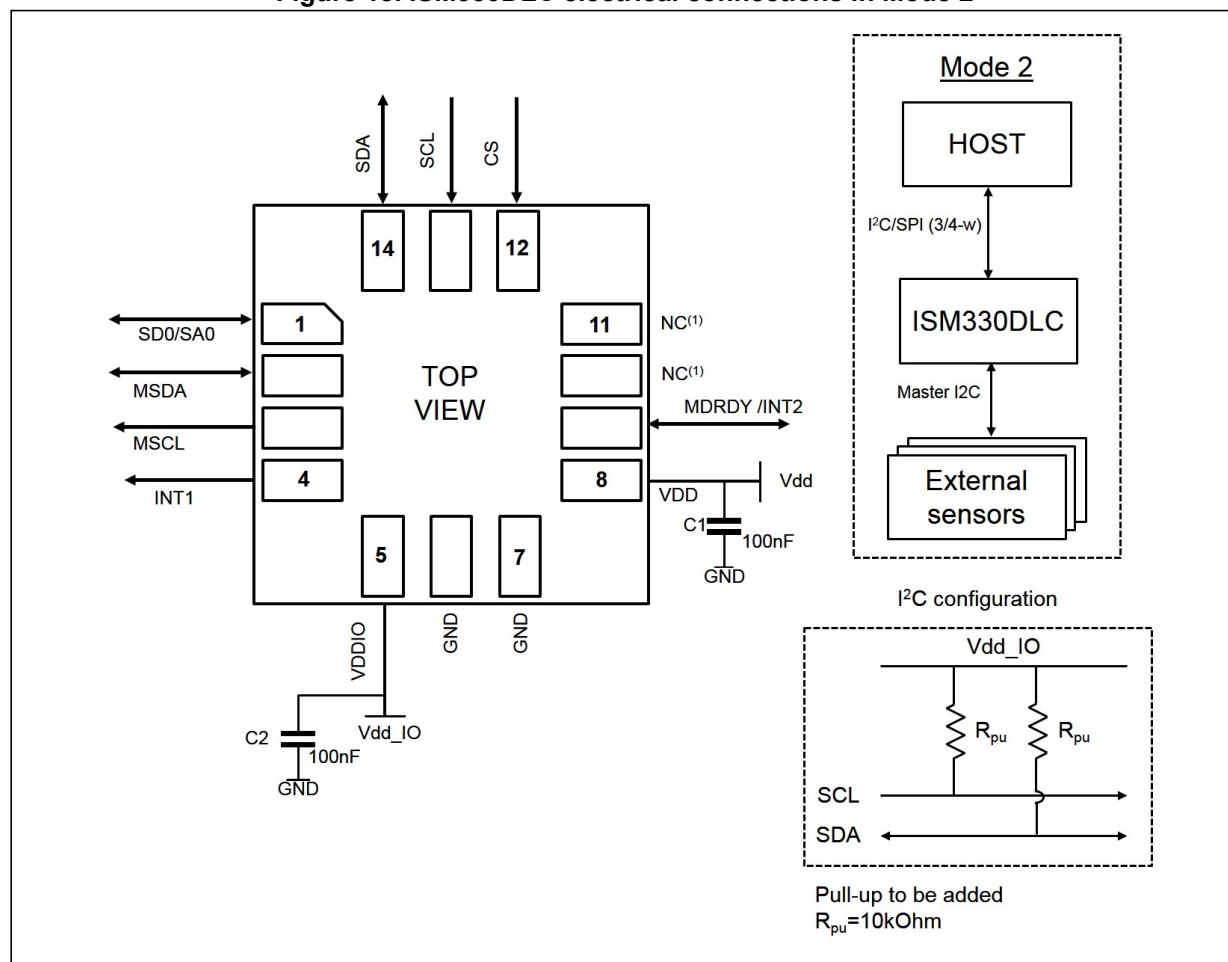 SDA
SCL
CS
14
12
1
11
NC(1)
SD0/SA0
NC(1)
MSDA
TOP
VIEW
MDRDY /INT2
MSCL
4
8
INT1
VDD
Vdd
C1
100nF
GND
5
7
VDDIO
GND
GND
C2
100nF
Vdd_IO
GND
Mode 2
HOST
I²C/SPI (3/4-w)
ISM330DLC
Master I2C
External
sensors
I²C configuration
Vdd_IO
Rpu
Rpu
SCL
SDA
Pull-up to be added
Rpu=10kOhm